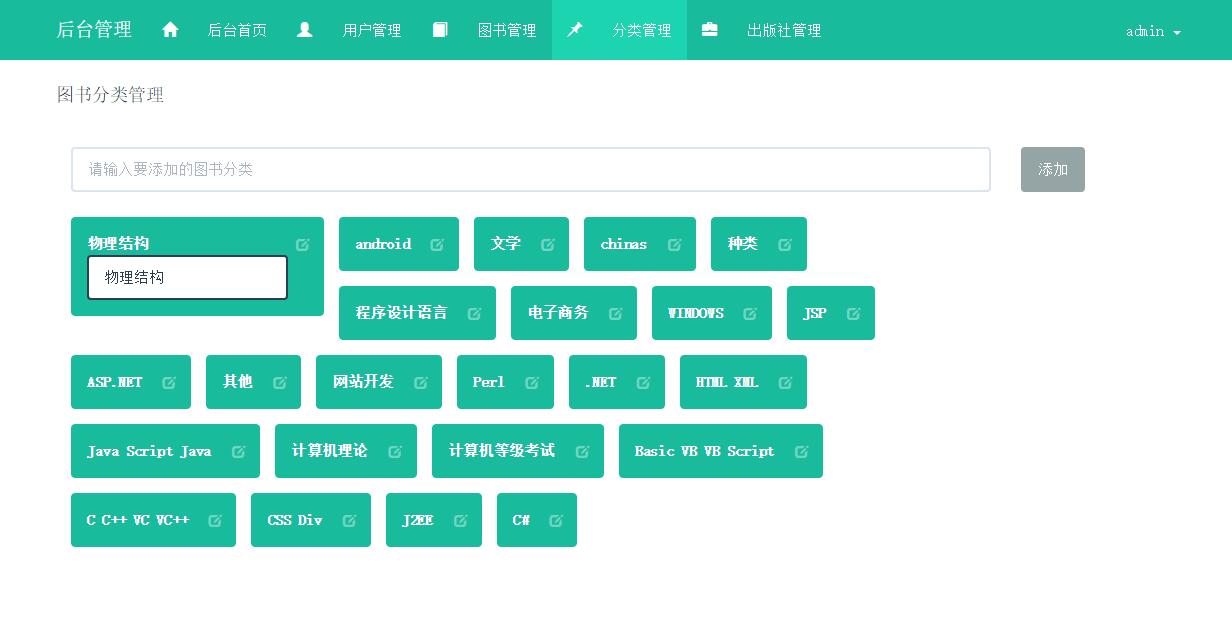 后台管理 后台首页 用户管理 图书管理 分类管理 出版社管理 admin
图书分类管理
请输入要添加的图书分类 添加
物理结构 android 文学 chinas 种类
物理结构
程序设计语言 电子商务 WINDOWS JSP
ASP.NET 其他 网站开发 Perl .NET HTML XML
Java Script Java 计算机理论 计算机等级考试 Basic VB VB Script
C C++ VC VC++ CSS Div J2EE C#